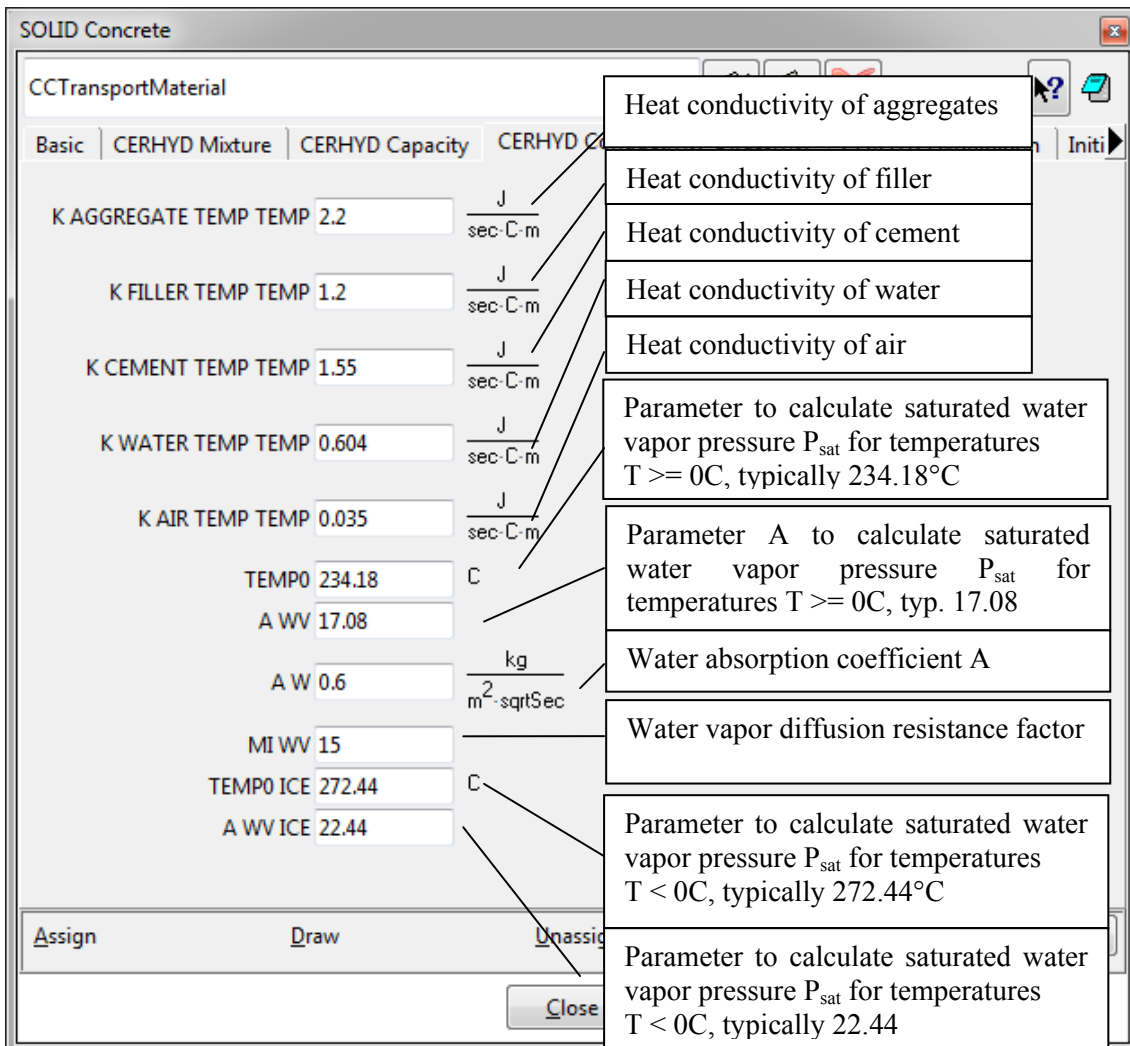 SOLID Concrete
CCTransportMaterial
Basic
CERHYD Mixture
CERHYD Capacity
CERHYD
Initi
K AGGREGATE TEMP TEMP 2.2 J
sec·C·m
K FILLER TEMP TEMP 1.2 J
sec·C·m
K CEMENT TEMP TEMP 1.55 J
sec·C·m
K WATER TEMP TEMP 0.604 J
sec·C·m
K AIR TEMP TEMP 0.035 J
sec·C·m
TEMP0 234.18 C
A WV 17.08
A W 0.6 kg
m²·sqrtSec
MI WV 15
TEMP0 ICE 272.44 C
A WV ICE 22.44
Assign
Draw
Unassig
Close
Heat conductivity of aggregates
Heat conductivity of filler
Heat conductivity of cement
Heat conductivity of water
Heat conductivity of air
Parameter to calculate saturated water
vapor pressure Psat for temperatures
T >= 0C, typically 234.18°C
Parameter A to calculate saturated
water vapor pressure Psat for
temperatures T >= 0C, typ. 17.08
Water absorption coefficient A
Water vapor diffusion resistance factor
Parameter to calculate saturated water
vapor pressure Psat for temperatures
T < 0C, typically 272.44°C
Parameter to calculate saturated water
vapor pressure Psat for temperatures
T < 0C, typically 22.44